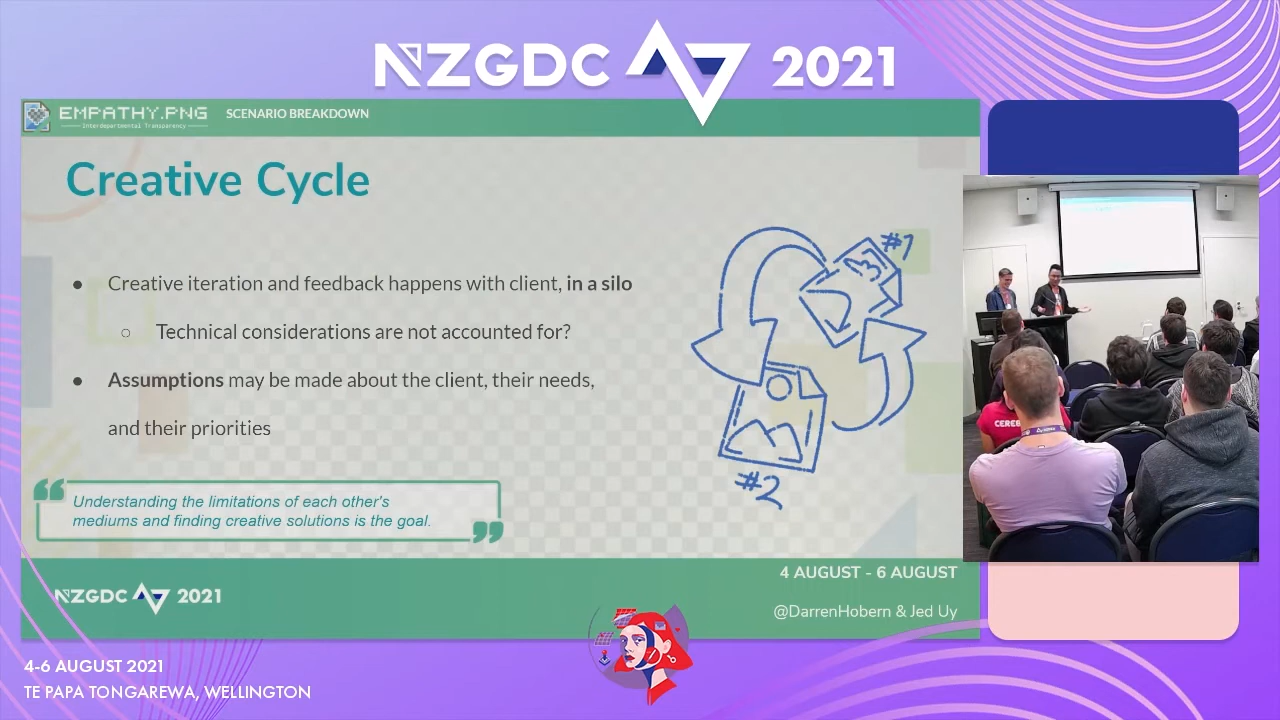 NZGDC 2021
EMPATHY.PNG
Interdepartmental Transparency
SCENARIO BREAKDOWN
Creative Cycle
● Creative iteration and feedback happens with client, in a silo
○ Technical considerations are not accounted for?
● Assumptions may be made about the client, their needs,
and their priorities
#1
#2
“ Understanding the limitations of each other's
mediums and finding creative solutions is the goal. ”
CEREB
4 AUGUST - 6 AUGUST
NZGDC 2021
@DarrenHobern & Jed Uy
4-6 AUGUST 2021
TE PAPA TONGAREWA, WELLINGTON